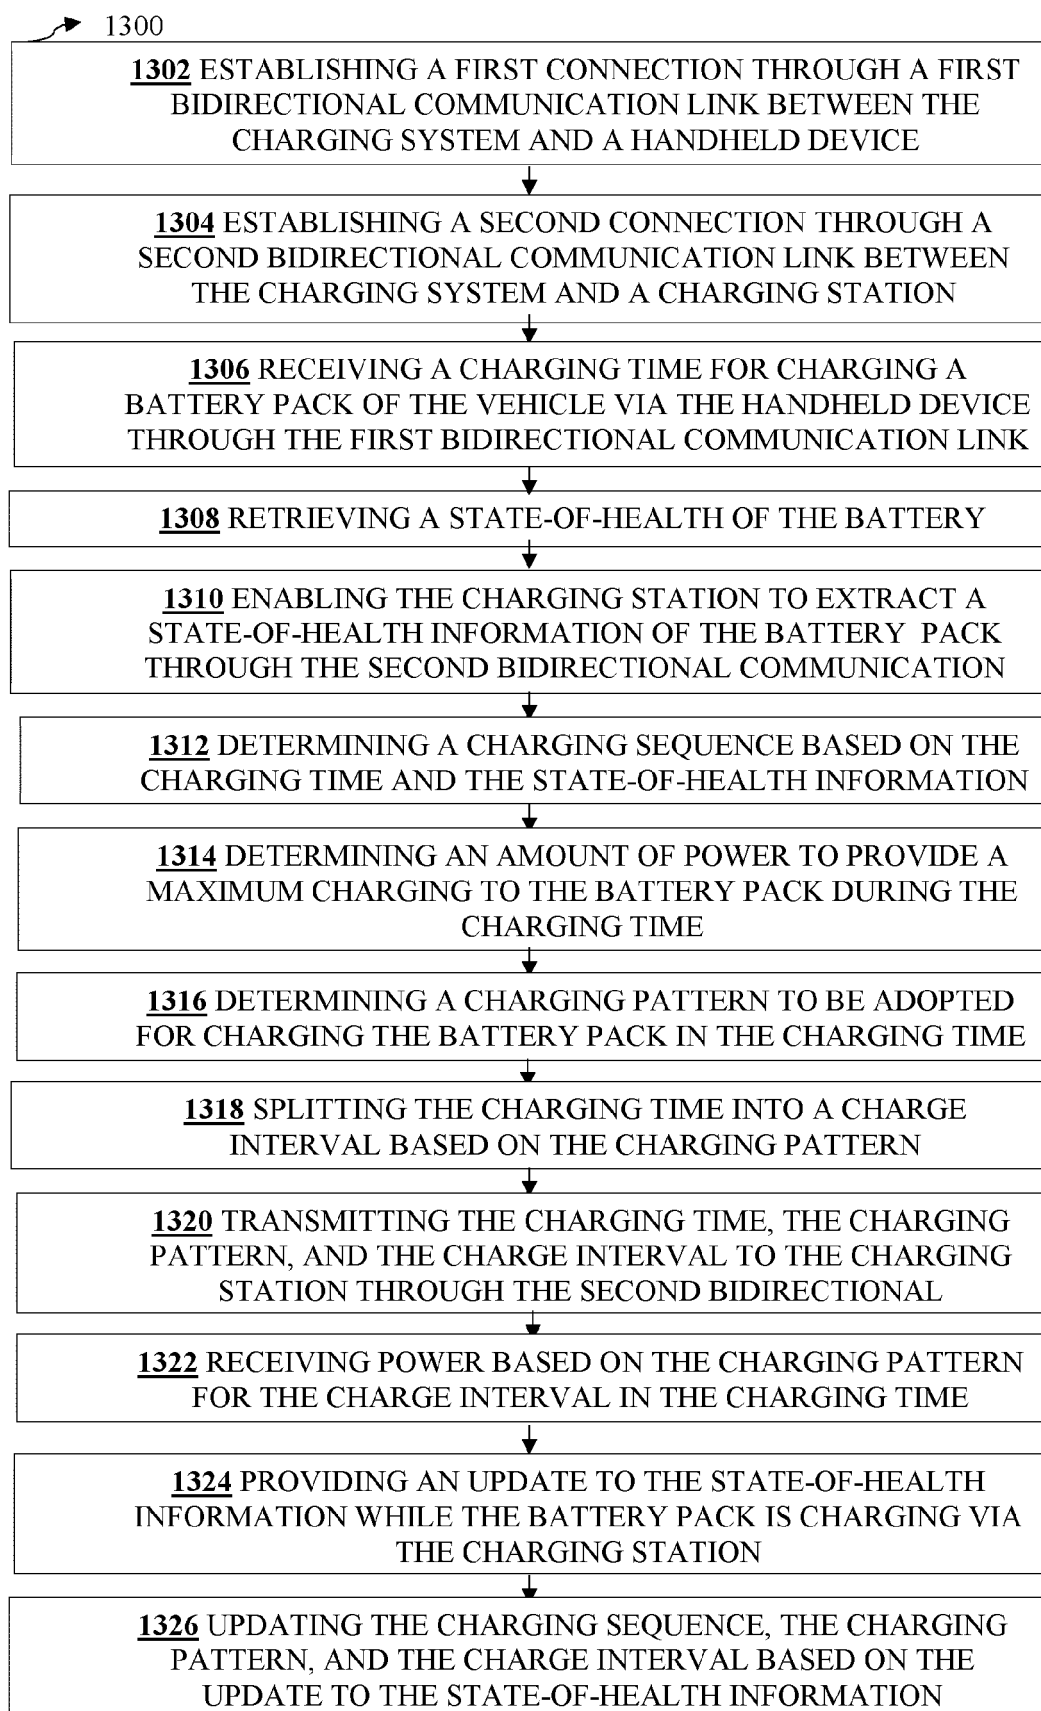 1300
1302 ESTABLISHING A FIRST CONNECTION THROUGH A FIRST
BIDIRECTIONAL COMMUNICATION LINK BETWEEN THE
CHARGING SYSTEM AND A HANDHELD DEVICE
1304 ESTABLISHING A SECOND CONNECTION THROUGH A
SECOND BIDIRECTIONAL COMMUNICATION LINK BETWEEN
THE CHARGING SYSTEM AND A CHARGING STATION
1306 RECEIVING A CHARGING TIME FOR CHARGING A
BATTERY PACK OF THE VEHICLE VIA THE HANDHELD DEVICE
THROUGH THE FIRST BIDIRECTIONAL COMMUNICATION LINK
1308 RETRIEVING A STATE-OF-HEALTH OF THE BATTERY
1310 ENABLING THE CHARGING STATION TO EXTRACT A
STATE-OF-HEALTH INFORMATION OF THE BATTERY PACK
THROUGH THE SECOND BIDIRECTIONAL COMMUNICATION
1312 DETERMINING A CHARGING SEQUENCE BASED ON THE
CHARGING TIME AND THE STATE-OF-HEALTH INFORMATION
1314 DETERMINING AN AMOUNT OF POWER TO PROVIDE A
MAXIMUM CHARGING TO THE BATTERY PACK DURING THE
CHARGING TIME
1316 DETERMINING A CHARGING PATTERN TO BE ADOPTED
FOR CHARGING THE BATTERY PACK IN THE CHARGING TIME
1318 SPLITTING THE CHARGING TIME INTO A CHARGE
INTERVAL BASED ON THE CHARGING PATTERN
1320 TRANSMITTING THE CHARGING TIME, THE CHARGING
PATTERN, AND THE CHARGE INTERVAL TO THE CHARGING
STATION THROUGH THE SECOND BIDIRECTIONAL
1322 RECEIVING POWER BASED ON THE CHARGING PATTERN
FOR THE CHARGE INTERVAL IN THE CHARGING TIME
1324 PROVIDING AN UPDATE TO THE STATE-OF-HEALTH
INFORMATION WHILE THE BATTERY PACK IS CHARGING VIA
THE CHARGING STATION
1326 UPDATING THE CHARGING SEQUENCE, THE CHARGING
PATTERN, AND THE CHARGE INTERVAL BASED ON THE
UPDATE TO THE STATE-OF-HEALTH INFORMATION